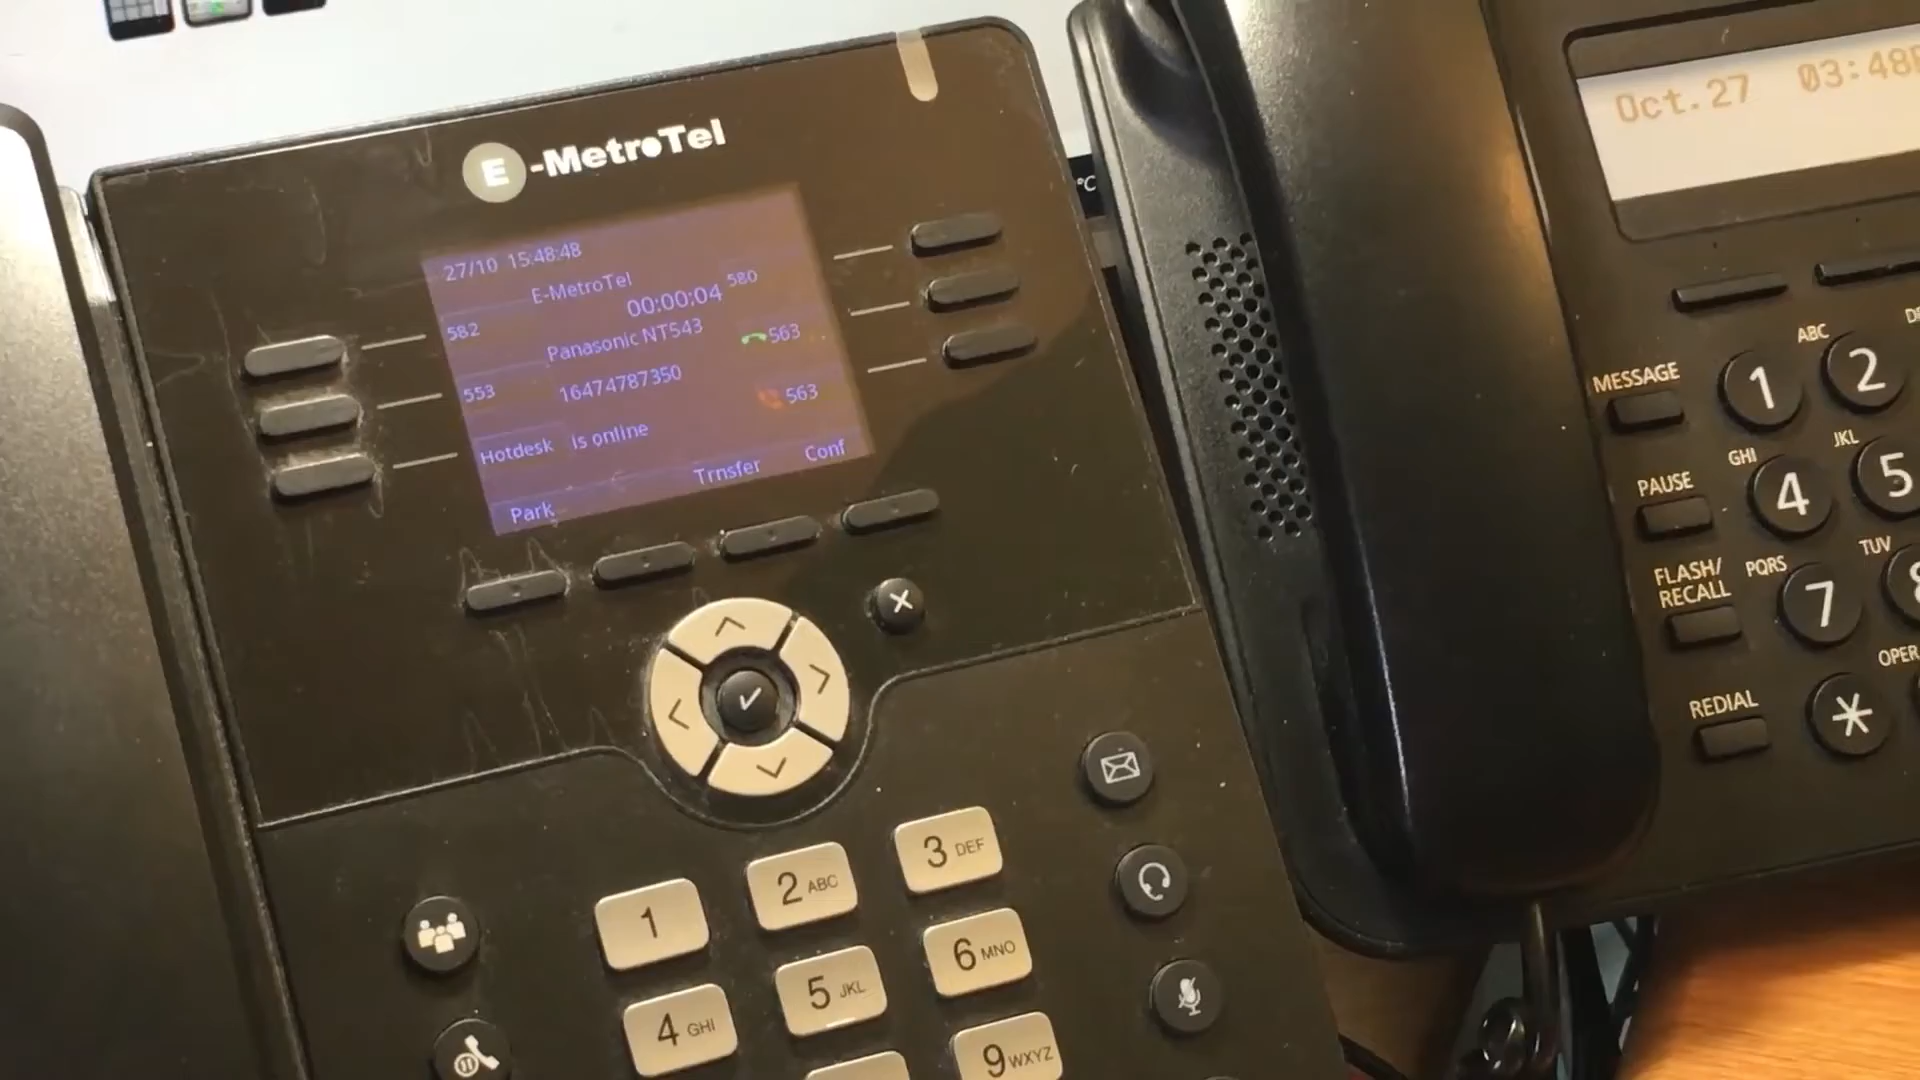 E-MetroTel
27/10 15:48:48
E-MetroTel
00:00:04 580
582
Panasonic NT543 563
553
16474787350 563
Hotdesk is online
Park Trnsfer Conf
1
2 ABC
3 DEF
4 GHI
5 JKL
6 MNO
9 WXYZ
°C
Oct.27 03:48
MESSAGE
PAUSE
FLASH/
RECALL
REDIAL
1
ABC 2
GHI 4
JKL 5
PQRS 7
TUV 8
OPER
*